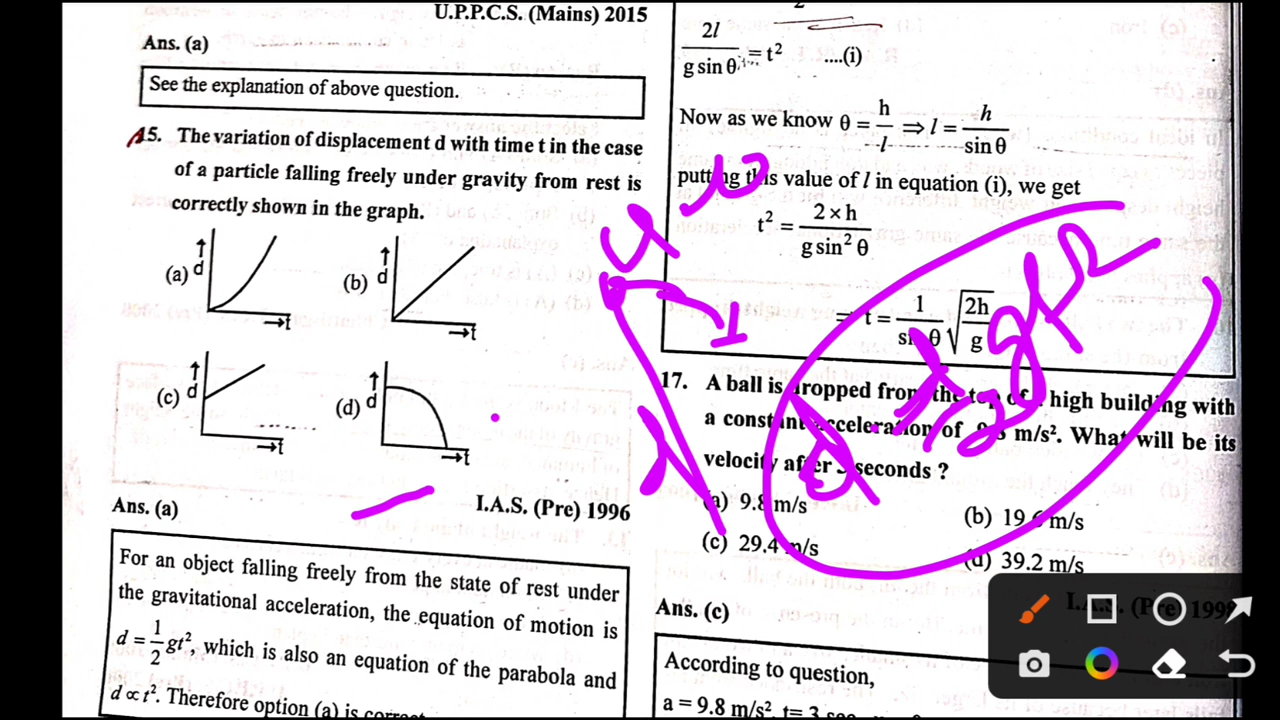 U.P.P.C.S. (Mains) 2015
Ans. (a)
See the explanation of above question.
15. The variation of displacement d with time t in the case
of a particle falling freely under gravity from rest is
correctly shown in the graph.
(a) d →t
(b) d →t
(c) d →t
(d) d →t
Ans. (a) I.A.S. (Pre) 1996
For an object falling freely from the state of rest under
the gravitational acceleration, the equation of motion is
d = 1/2 gt², which is also an equation of the parabola and
d ∝ t². Therefore option (a) is correct
2l / g sin θ = t² ....(i)
Now as we know θ = h/l ⇒ l = h / sin θ
putting this value of l in equation (i), we get
t² = 2 × h / g sin² θ
⇒ t = 1 / sin θ √ 2h / g
17. A ball is dropped from the top of a high building with
a constant acceleration of 9.8 m/s². What will be its
velocity after 3 seconds ?
(a) 9.8 m/s (b) 19.6 m/s
(c) 29.4 m/s (d) 39.2 m/s
I.A.S. (Pre) 199
Ans. (c)
According to question,
a = 9.8 m/s², t= 3 sec